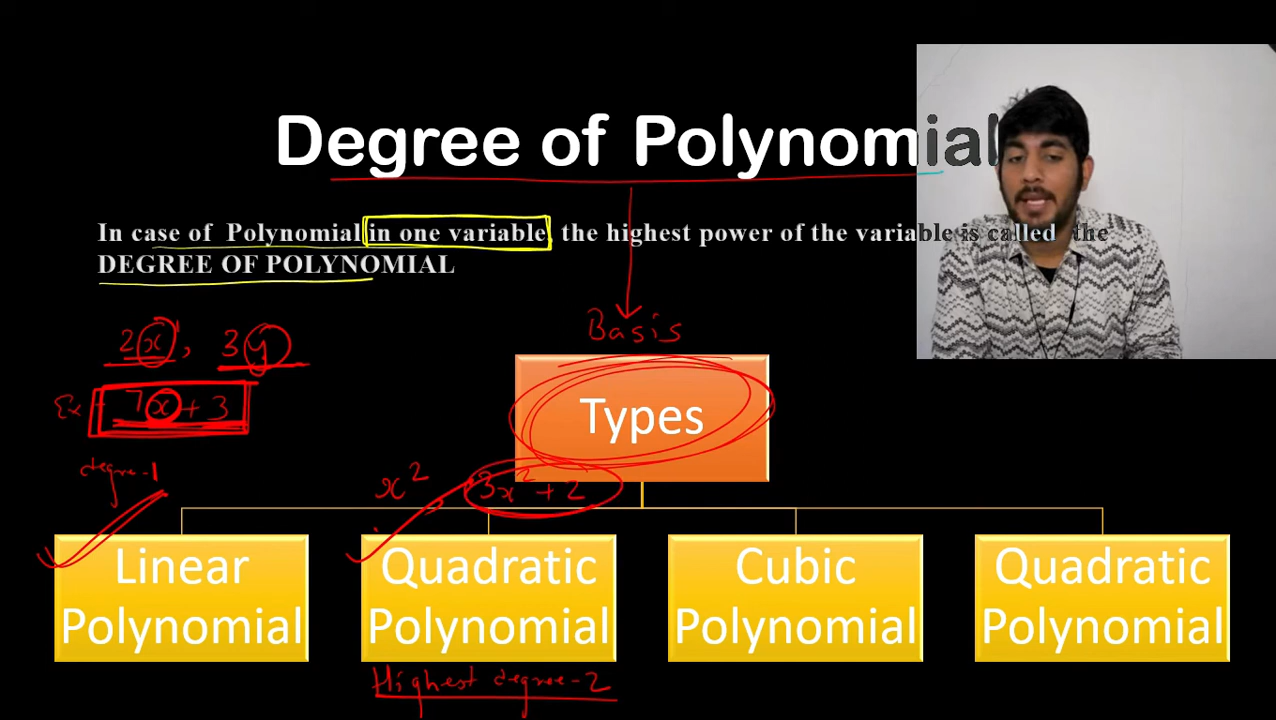 Degree of Polynomial
In case of Polynomial in one variable, the highest power of the variable is called the
DEGREE OF POLYNOMIAL
2x¹, 3y
Basis
Ex - 7x + 3
Types
degree-1
x² 3x² + 2
Linear Polynomial
Quadratic Polynomial
Cubic Polynomial
Quadratic Polynomial
Highest degree-2